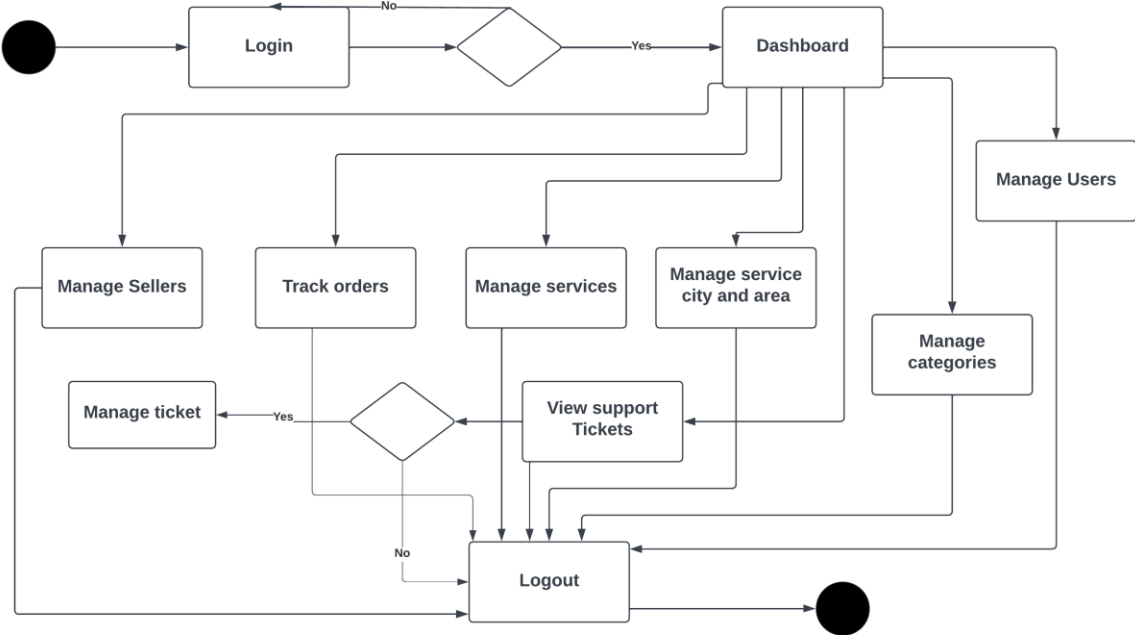 No
Login
Yes
Dashboard
Manage Users
Manage Sellers
Track orders
Manage services
Manage service
city and area
Manage
categories
Manage ticket
Yes
View support
Tickets
No
Logout